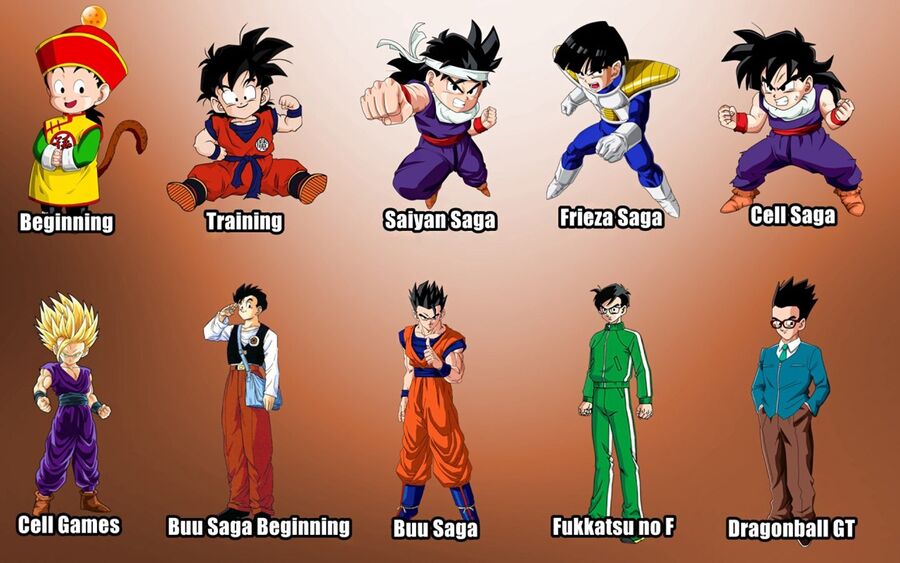 Beginning
Training
Saiyan Saga
Frieza Saga
Cell Saga
Cell Games
Buu Saga Beginning
Buu Saga
Fukkatsu no F
Dragonball GT